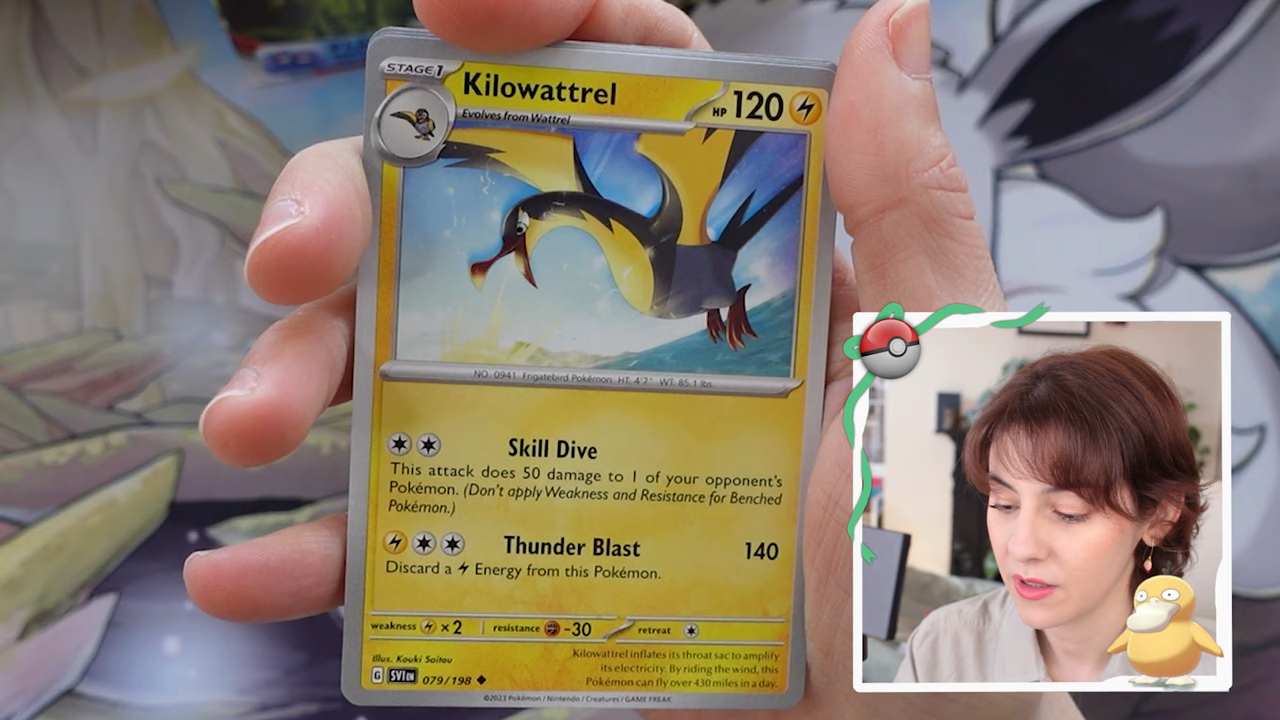 STAGE 1
Kilowattrel
HP 120
Evolves from Wattrel
NO. 0941 Frigatebird Pokémon HT: 4'7" WT: 85.1 lbs.
Skill Dive
This attack does 50 damage to 1 of your opponent's
Pokémon. (Don't apply Weakness and Resistance for Benched
Pokémon.)
Thunder Blast 140
Discard a Energy from this Pokémon.
weakness ×2 resistance -30 retreat
Illus. Kouki Saitou
G SVI EN 079/198
Kilowattrel inflates its throat sac to amplify
its electricity. By riding the wind, this
Pokémon can fly over 430 miles in a day.
©2023 Pokémon / Nintendo / Creatures / GAME FREAK